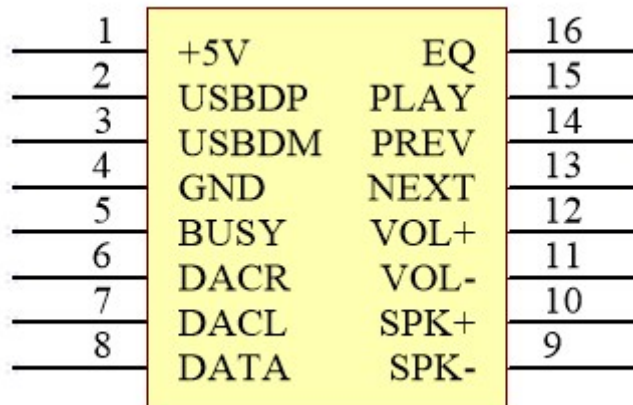 1 +5V EQ 16
2 USBDP PLAY 15
3 USBDM PREV 14
4 GND NEXT 13
5 BUSY VOL+ 12
6 DACR VOL- 11
7 DACL SPK+ 10
8 DATA SPK- 9